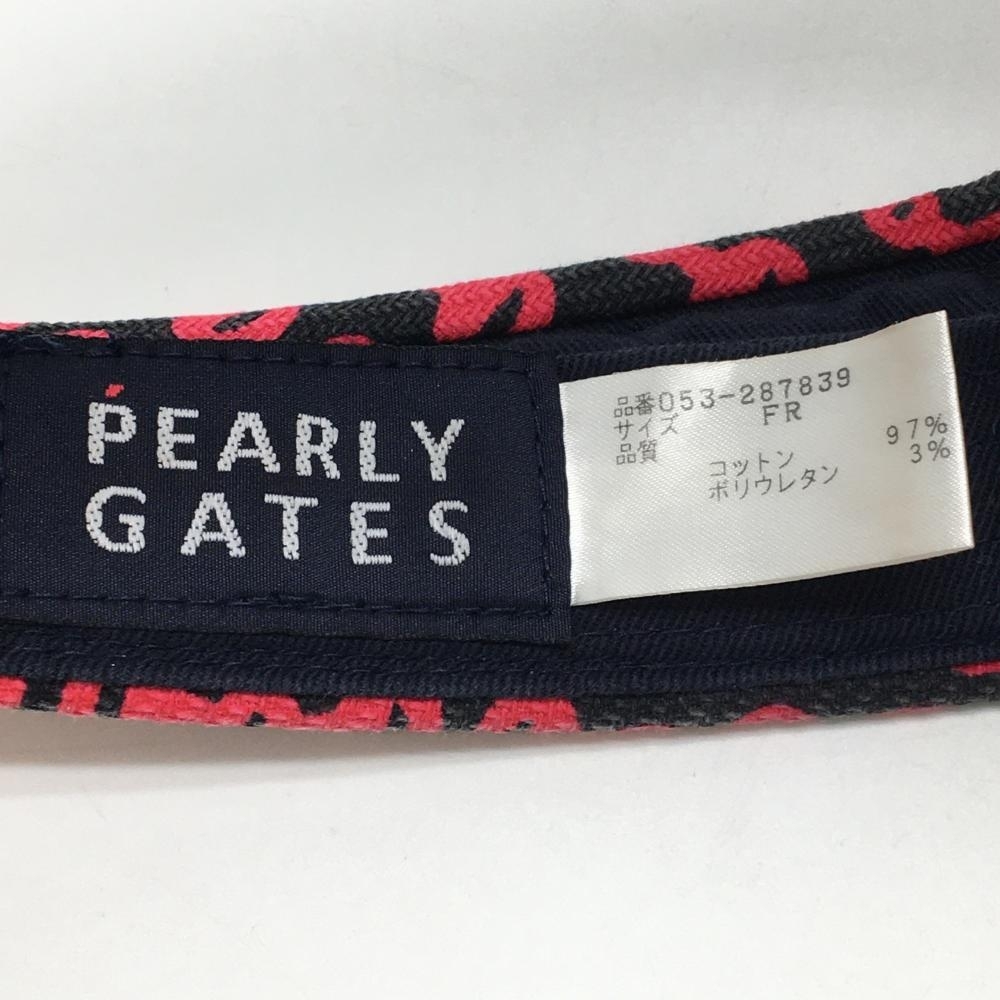 PEARLY
GATES
品番053-287839
サイズ FR
品質
コットン 97%
ポリウレタン 3%